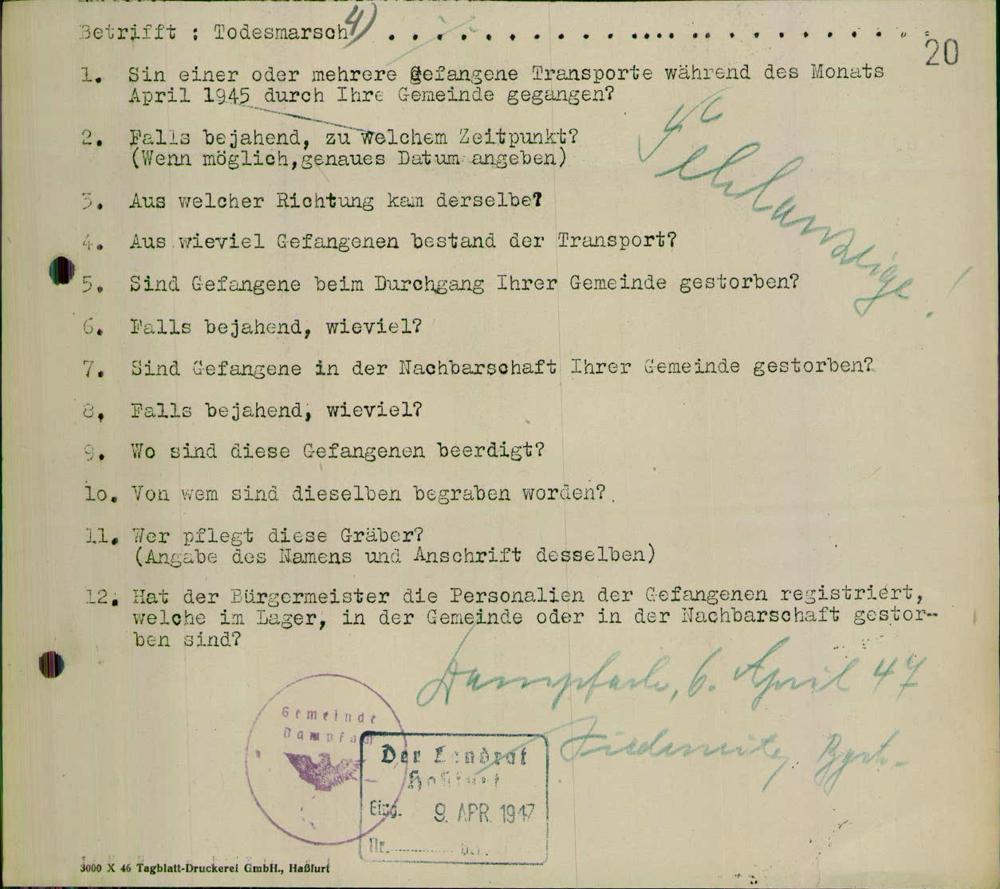 Betrifft : Todesmarsch 4) . . . . . . . . . . . . . . . . . . . . . . . . .
20
1. Sin einer oder mehrere Gefangene Transporte während des Monats
April 1945 durch Ihre Gemeinde gegangen?
2. Falls bejahend, zu welchem Zeitpunkt?
(Wenn möglich,genaues Datum angeben)
Fehlanzeige!
3. Aus welcher Richtung kam derselbe?
4. Aus wieviel Gefangenen bestand der Transport?
5. Sind Gefangene beim Durchgang Ihrer Gemeinde gestorben?
6. Falls bejahend, wieviel?
7. Sind Gefangene in der Nachbarschaft Ihrer Gemeinde gestorben?
8. Falls bejahend, wieviel?
9. Wo sind diese Gefangenen beerdigt?
1o. Von wem sind dieselben begraben worden?
11. Wer pflegt diese Gräber?
(Angabe des Namens und Anschrift desselben)
12. Hat der Bürgermeister die Personalien der Gefangenen registriert,
welche im Lager, in der Gemeinde oder in der Nachbarschaft gestor-
ben sind?
Dampfach, 6. April 47
Bgst.
Gemeinde
Dampfach
Der Landrat
Haßfurt
Eing. 9. APR. 1947
Nr.
3000 X 46 Tagblatt-Druckerei GmbH., Haßfurt